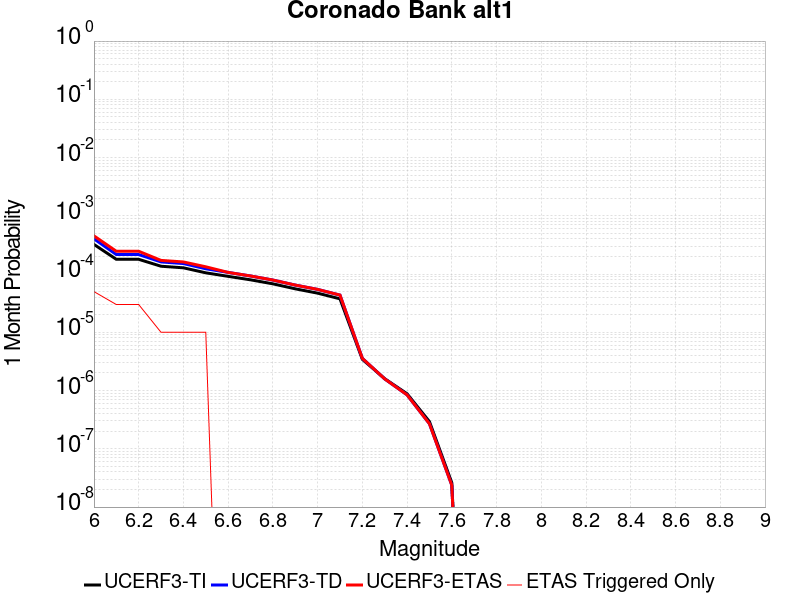 Coronado Bank alt1
10^0
10^-1
10^-2
10^-3
10^-4
10^-5
10^-6
10^-7
10^-8
1 Month Probability
6 6.2 6.4 6.6 6.8 7 7.2 7.4 7.6 7.8 8 8.2 8.4 8.6 8.8 9
Magnitude
UCERF3-TI UCERF3-TD UCERF3-ETAS ETAS Triggered Only